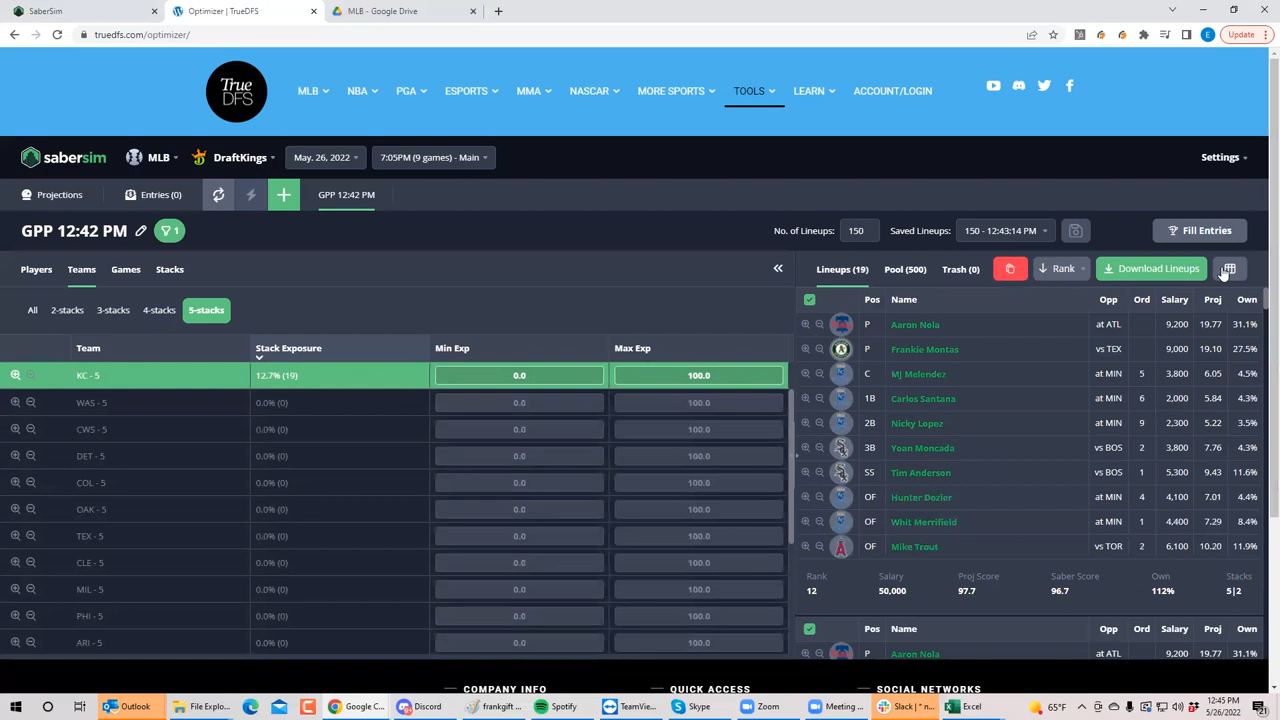 SaberSim
Optimizer | TrueDFS
MLB - Google Drive
truedfs.com/optimizer/
E
Update
True
DFS
MLB
NBA
PGA
ESPORTS
MMA
NASCAR
MORE SPORTS
TOOLS
LEARN
ACCOUNT/LOGIN
sabersim
MLB
DraftKings
May. 26, 2022
7:05PM (9 games) - Main
Settings
Projections
Entries (0)
GPP 12:42 PM
GPP 12:42 PM
1
No. of Lineups:
150
Saved Lineups:
150 - 12:43:14 PM
Fill Entries
Players
Teams
Games
Stacks
Lineups (19)
Pool (500)
Trash (0)
Rank
Download Lineups
All
2-stacks
3-stacks
4-stacks
5-stacks
Team Stack Exposure Min Exp Max Exp
KC - 5 12.7% (19) 0.0 100.0
WAS - 5 0.0% (0) 0.0 100.0
CWS - 5 0.0% (0) 0.0 100.0
DET - 5 0.0% (0) 0.0 100.0
COL - 5 0.0% (0) 0.0 100.0
OAK - 5 0.0% (0) 0.0 100.0
TEX - 5 0.0% (0) 0.0 100.0
CLE - 5 0.0% (0) 0.0 100.0
MIL - 5 0.0% (0) 0.0 100.0
PHI - 5 0.0% (0) 0.0 100.0
ARI - 5 0.0% (0) 0.0 100.0
Pos Name Opp Ord Salary Proj Own
P Aaron Nola at ATL 9,200 19.77 31.1%
P Frankie Montas vs TEX 9,000 19.10 27.5%
C MJ Melendez at MIN 5 3,800 6.05 4.5%
1B Carlos Santana at MIN 6 2,000 5.84 4.3%
2B Nicky Lopez at MIN 9 2,300 5.22 3.5%
3B Yoan Moncada vs BOS 2 3,800 7.76 4.3%
SS Tim Anderson vs BOS 1 5,300 9.43 11.6%
OF Hunter Dozier at MIN 4 4,100 7.01 4.4%
OF Whit Merrifield at MIN 1 4,400 7.29 8.4%
OF Mike Trout vs TOR 2 6,100 10.20 11.9%
Rank Salary Proj Score Saber Score Own Stacks
12 50,000 97.7 96.7 112% 5|2
Pos Name Opp Ord Salary Proj Own
P Aaron Nola at ATL 9,200 19.77 31.1%
COMPANY INFO
QUICK ACCESS
SOCIAL NETWORKS
Outlook
File Explo...
Google C...
Discord
frankgift ...
Spotify
TeamVie...
Skype
Zoom
Meeting ...
Slack | * n...
Excel
65°F
12:45 PM
5/26/2022
21